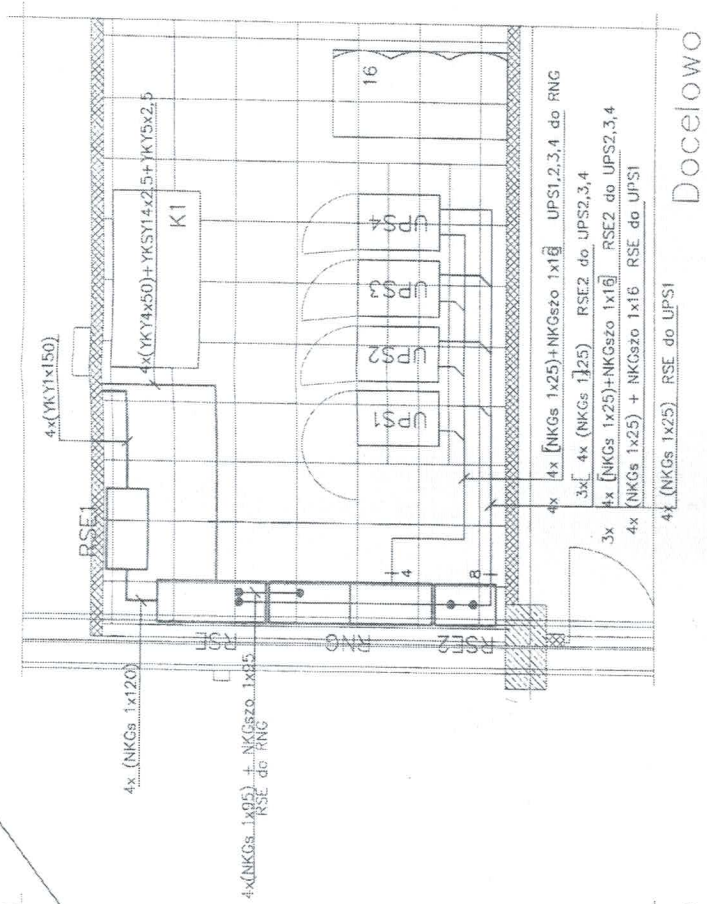 Docelowo
4x(YKY1x150)
4x(YKY4x50)+YKSY14x2,5+YKY5x2,5
RSE1
K1
16
UPS1
UPS2
UPS3
UPS4
4x (NKGs 1x120)
RSE
RNG
RSE2
4
8
4x(NKGs 1x95) + NKGszo 1x95
RSE do RNG
4x 4x [NKGs 1x25)+NKGszo 1x16] UPS1,2,3,4 do RNG
3x[ 4x (NKGs 1x25) RSE2 do UPS2,3,4
3x 4x [NKGs 1x25)+NKGszo 1x16] RSE2 do UPS2,3,4
4x (NKGs 1x25) + NKGszo 1x16 RSE do UPS1
4x (NKGs 1x25) RSE do UPS1